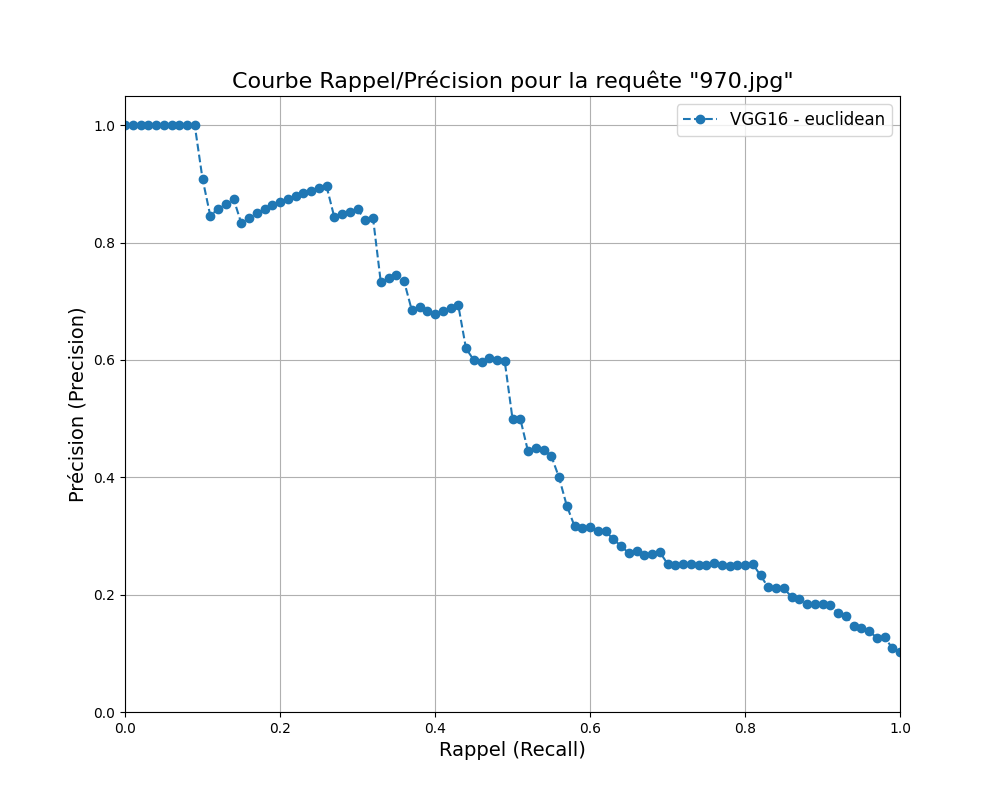 Courbe Rappel/Précision pour la requête "970.jpg"
VGG16 - euclidean
1.0
0.8
0.6
0.4
0.2
0.0
Précision (Precision)
0.0 0.2 0.4 0.6 0.8 1.0
Rappel (Recall)